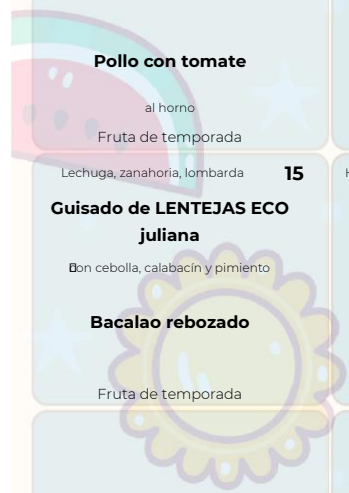 Pollo con tomate
al horno
Fruta de temporada
Lechuga, zanahoria, lombarda 15
Guisado de LENTEJAS ECO
juliana
con cebolla, calabacín y pimiento
Bacalao rebozado
Fruta de temporada